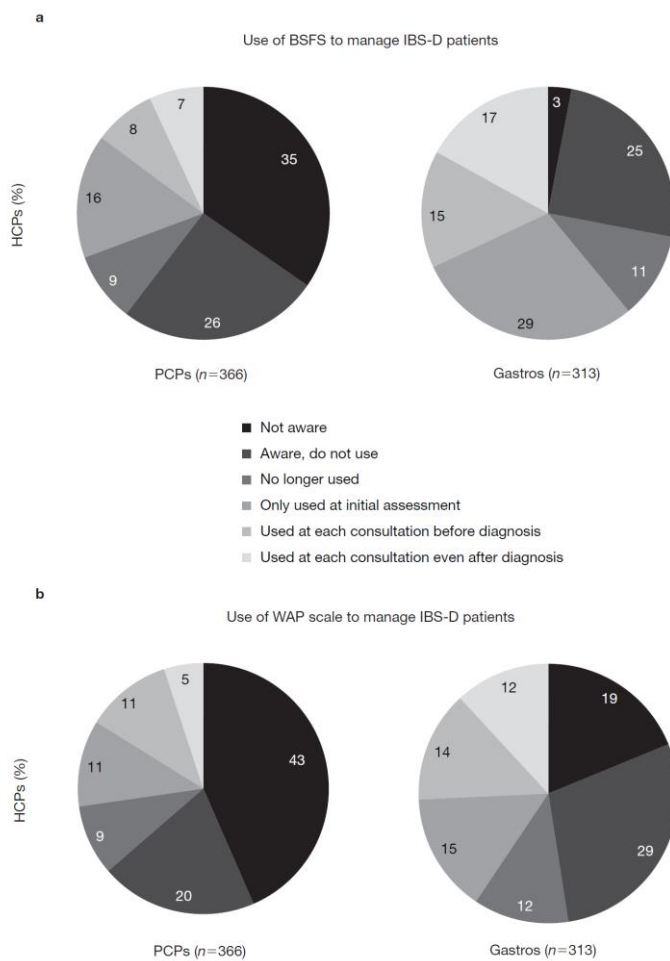 a
Use of BSFS to manage IBS-D patients
HCPs (%)
7
8
16
9
26
35
3
17
25
15
11
29
PCPs (n=366)
Gastros (n=313)
Not aware
Aware, do not use
No longer used
Only used at initial assessment
Used at each consultation before diagnosis
Used at each consultation even after diagnosis
b
Use of WAP scale to manage IBS-D patients
HCPs (%)
5
11
11
9
20
43
12
19
14
15
29
12
PCPs (n=366)
Gastros (n=313)